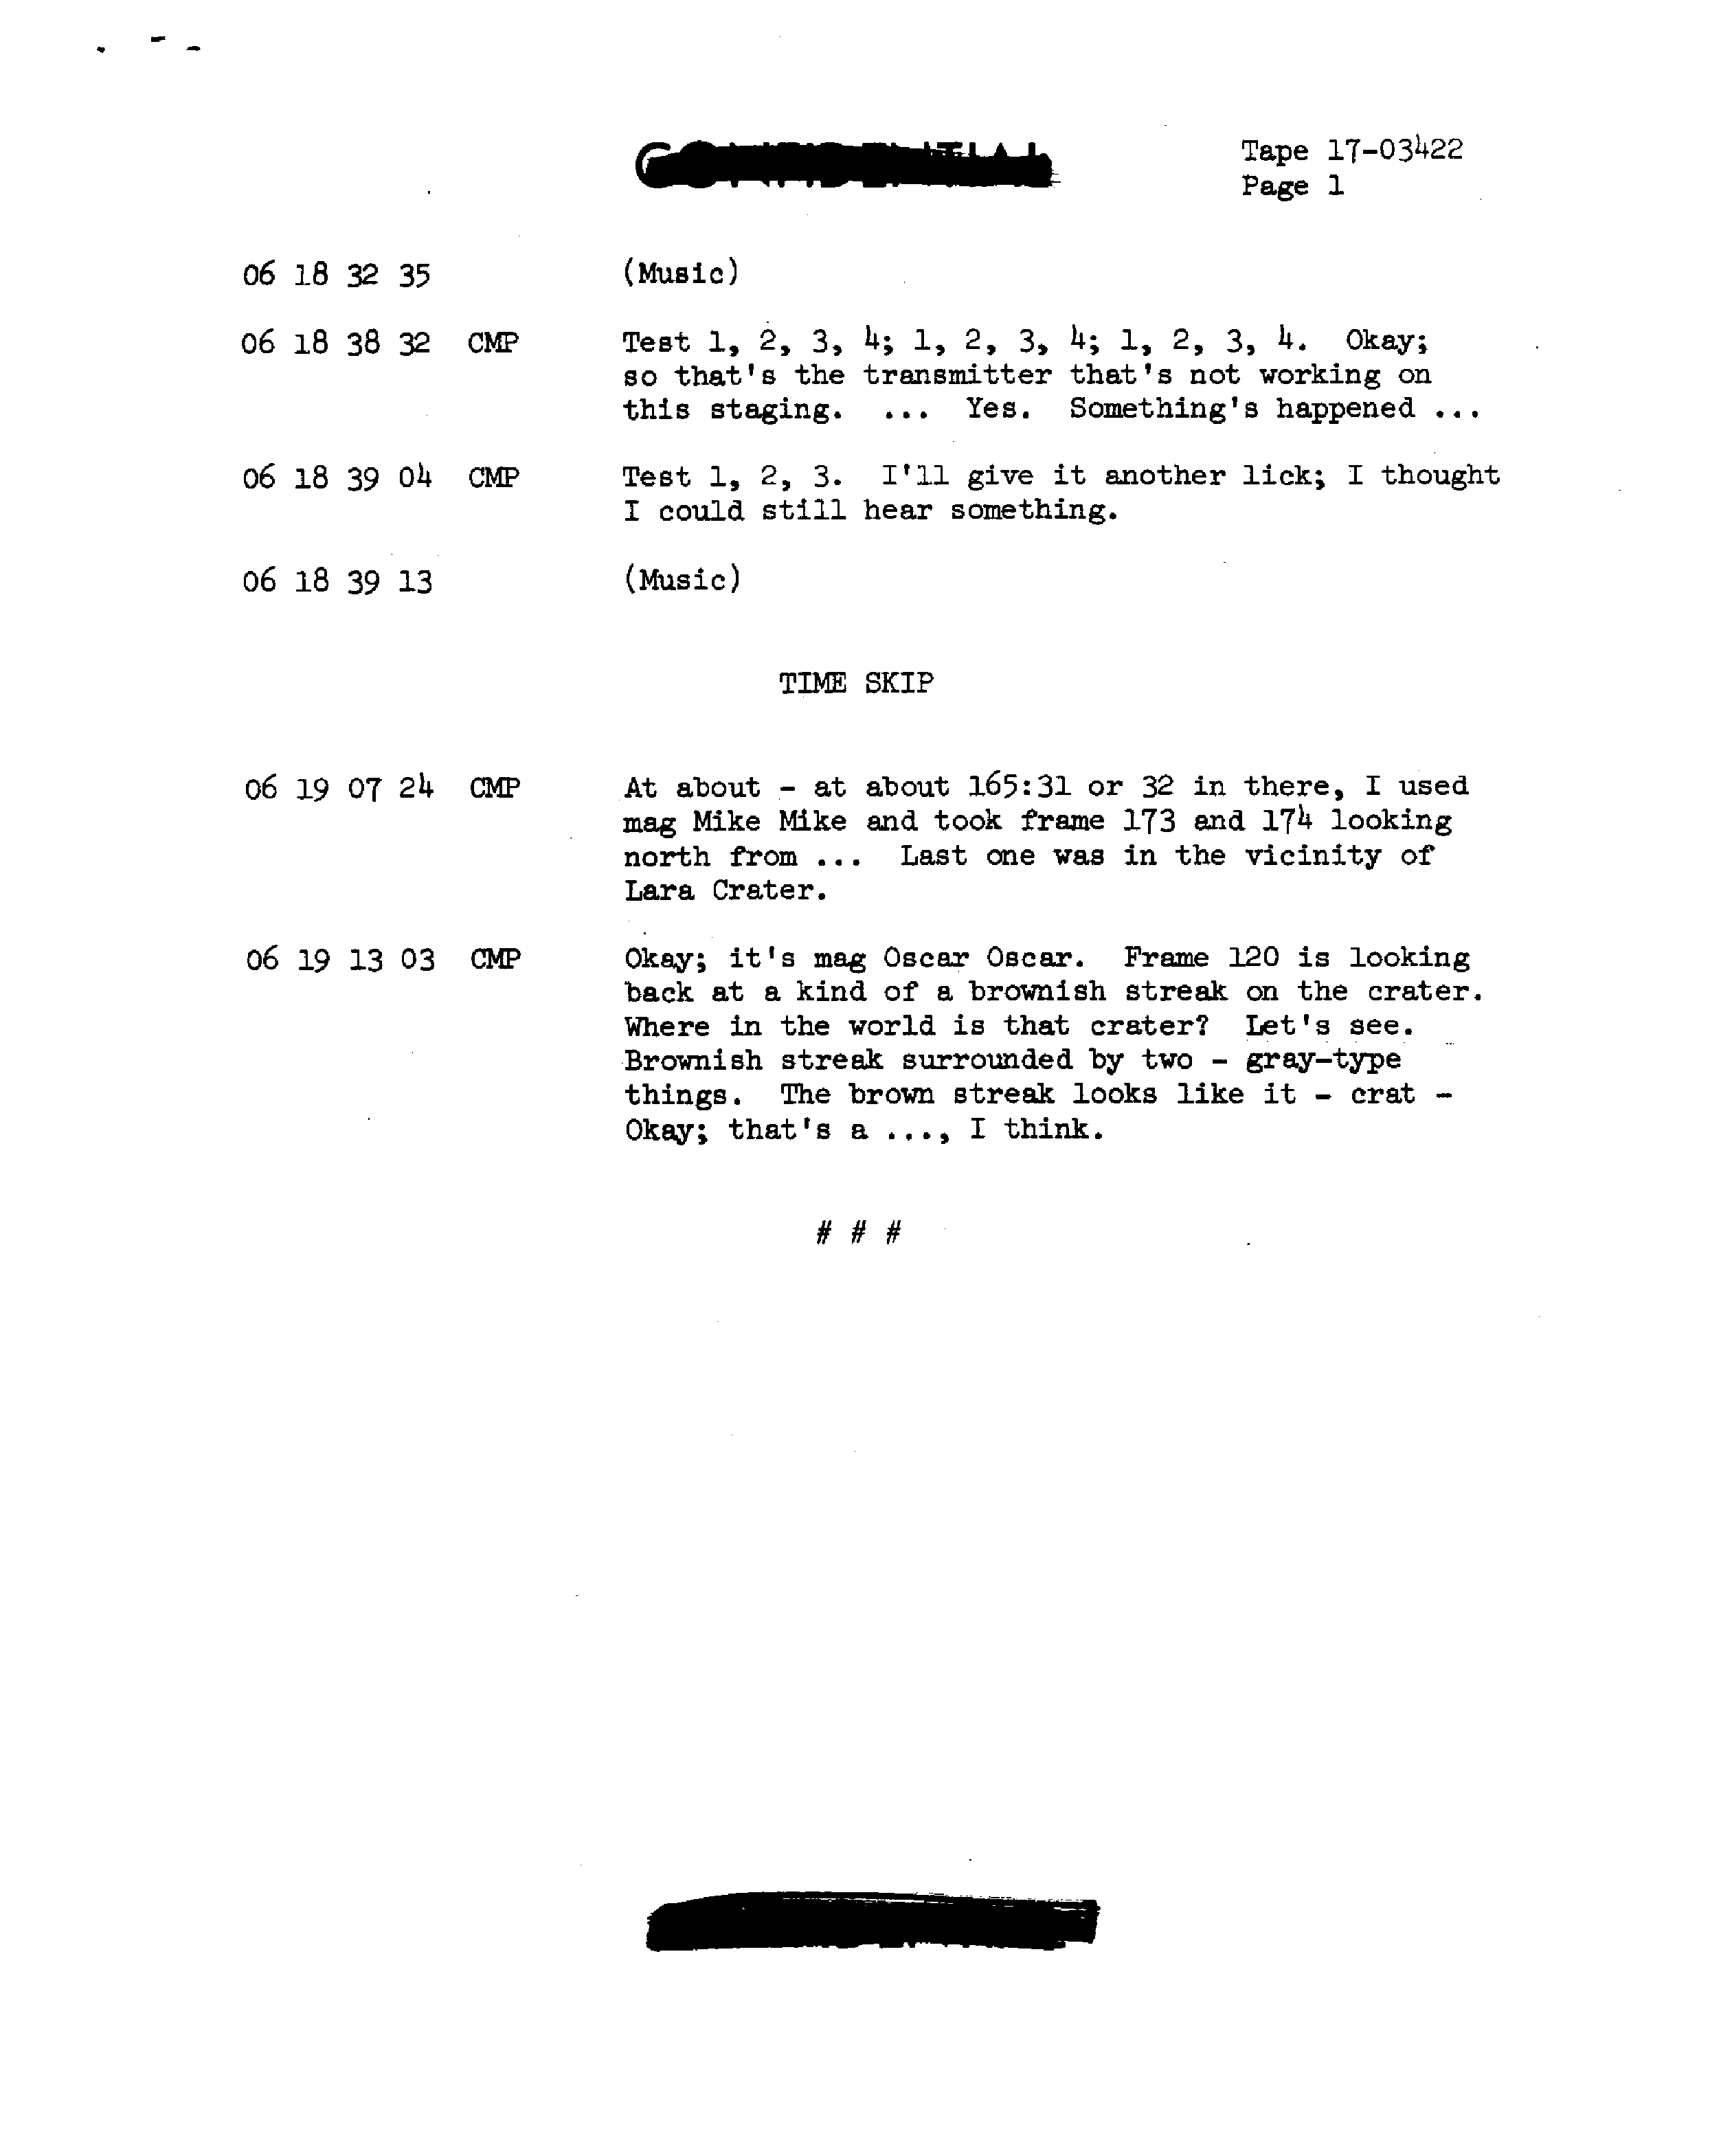 Tape 17-03422
Page 1
06 18 32 35 (Music)
06 18 38 32 CMP Test 1, 2, 3, 4; 1, 2, 3, 4; 1, 2, 3, 4. Okay;
so that's the transmitter that's not working on
this staging. ... Yes. Something's happened ...
06 18 39 04 CMP Test 1, 2, 3. I'll give it another lick; I thought
I could still hear something.
06 18 39 13 (Music)
TIME SKIP
06 19 07 24 CMP At about - at about 165:31 or 32 in there, I used
mag Mike Mike and took frame 173 and 174 looking
north from ... Last one was in the vicinity of
Lara Crater.
06 19 13 03 CMP Okay; it's mag Oscar Oscar. Frame 120 is looking
back at a kind of a brownish streak on the crater.
Where in the world is that crater? Let's see.
Brownish streak surrounded by two - gray-type
things. The brown streak looks like it - crat -
Okay; that's a ..., I think.
# # #